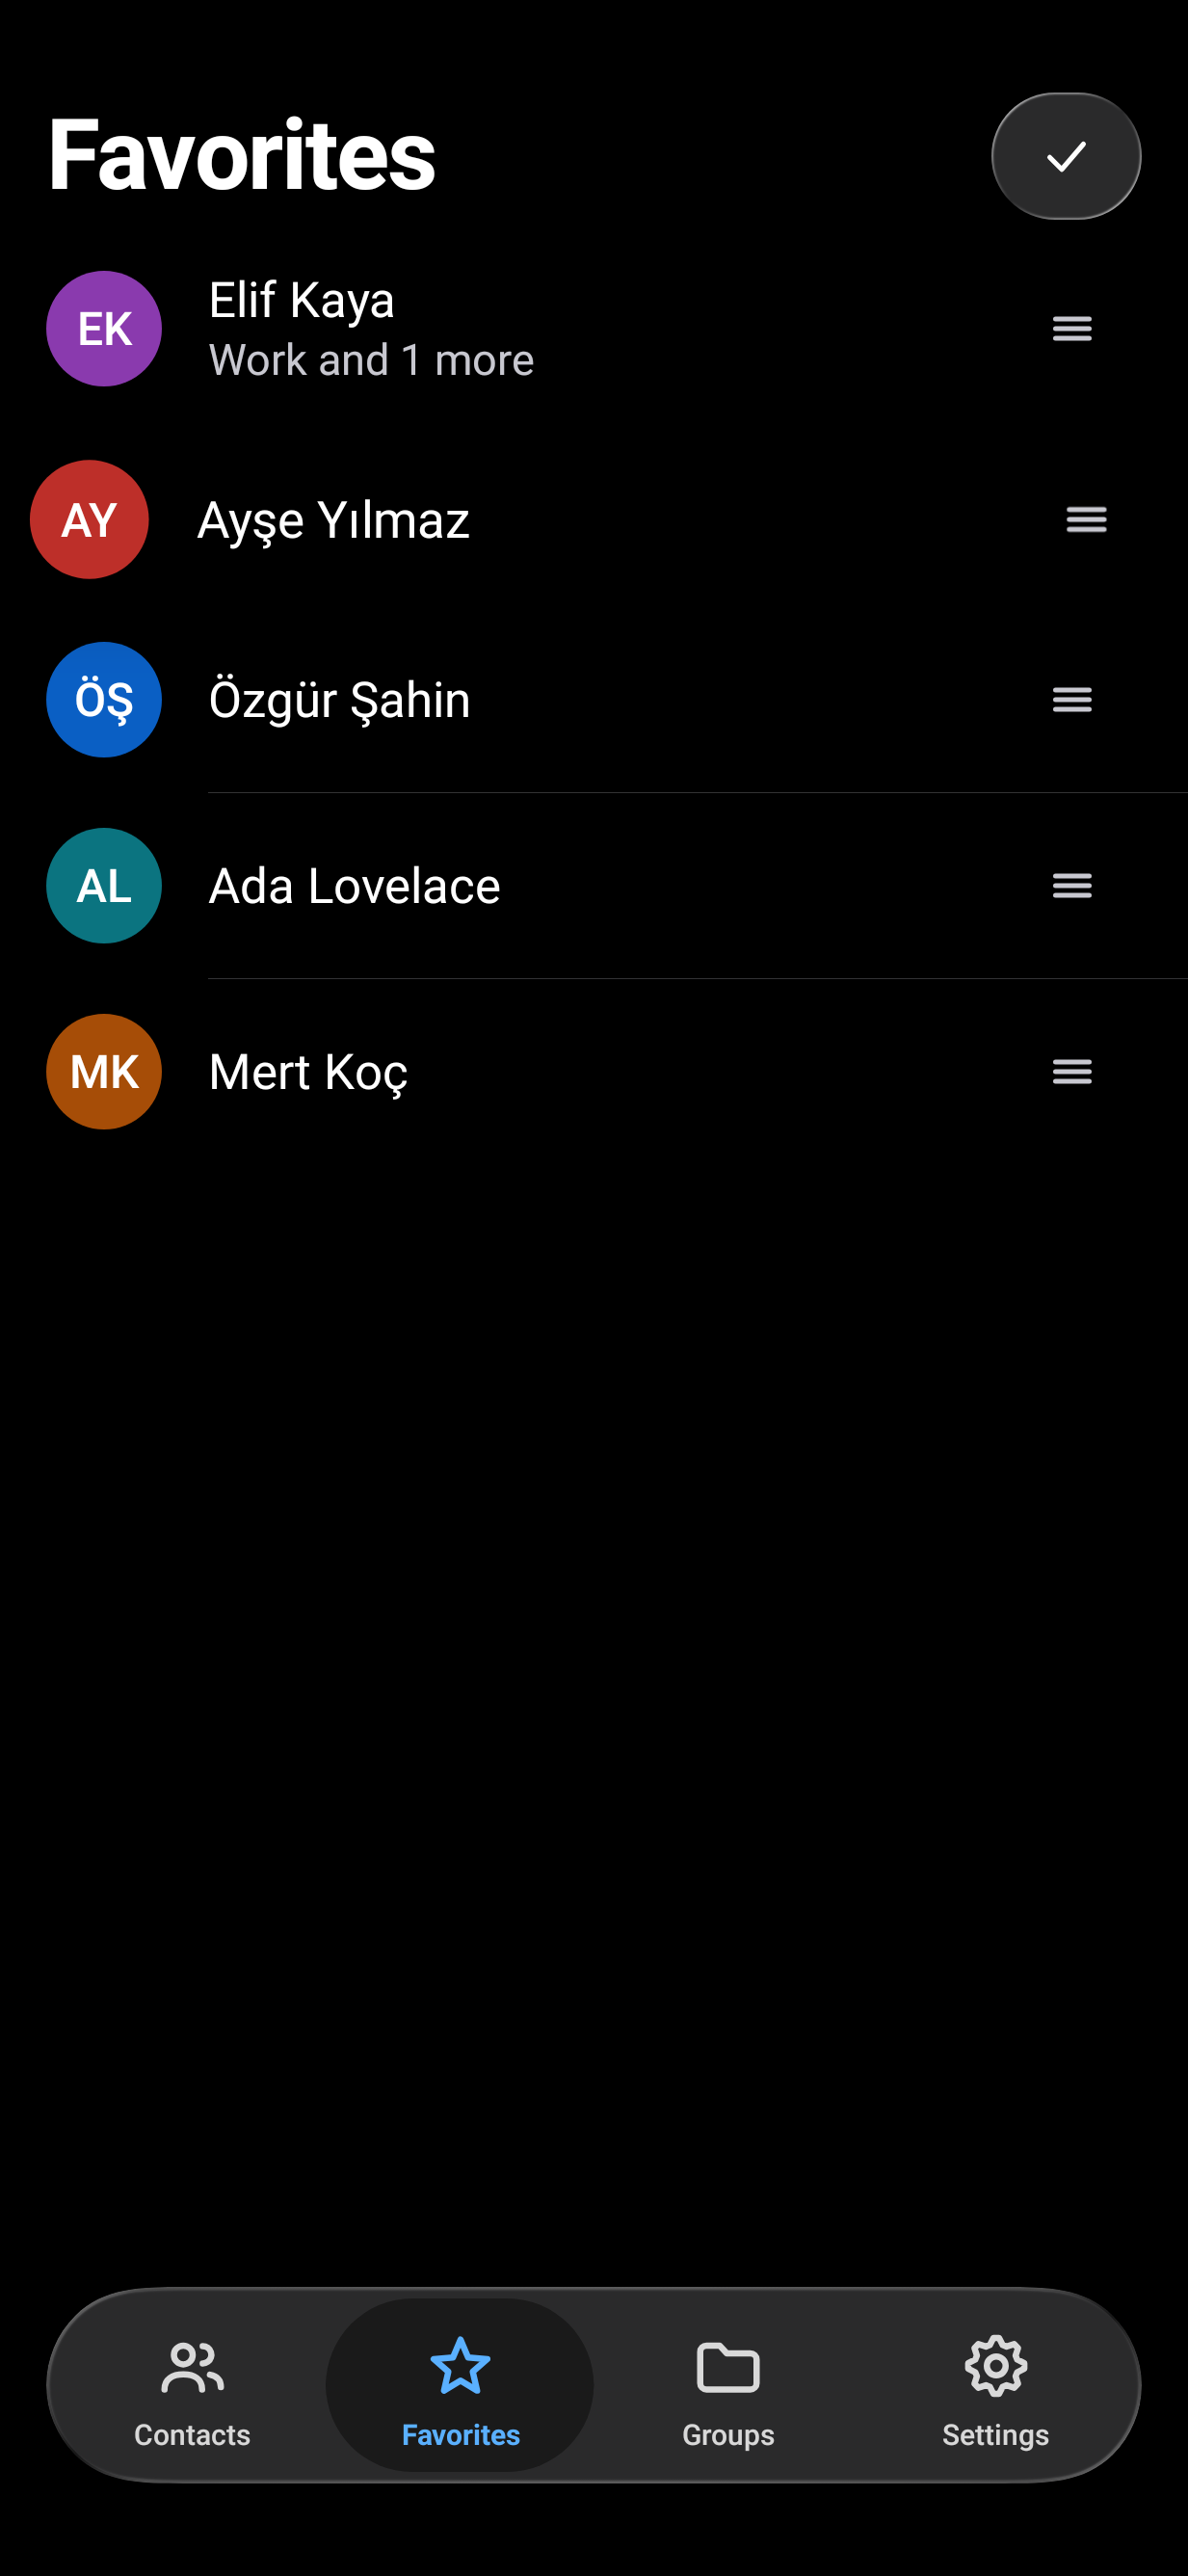 Favorites
EK
Elif Kaya
Work and 1 more
AY
Ayşe Yılmaz
ÖŞ
Özgür Şahin
AL
Ada Lovelace
MK
Mert Koç
Contacts
Favorites
Groups
Settings